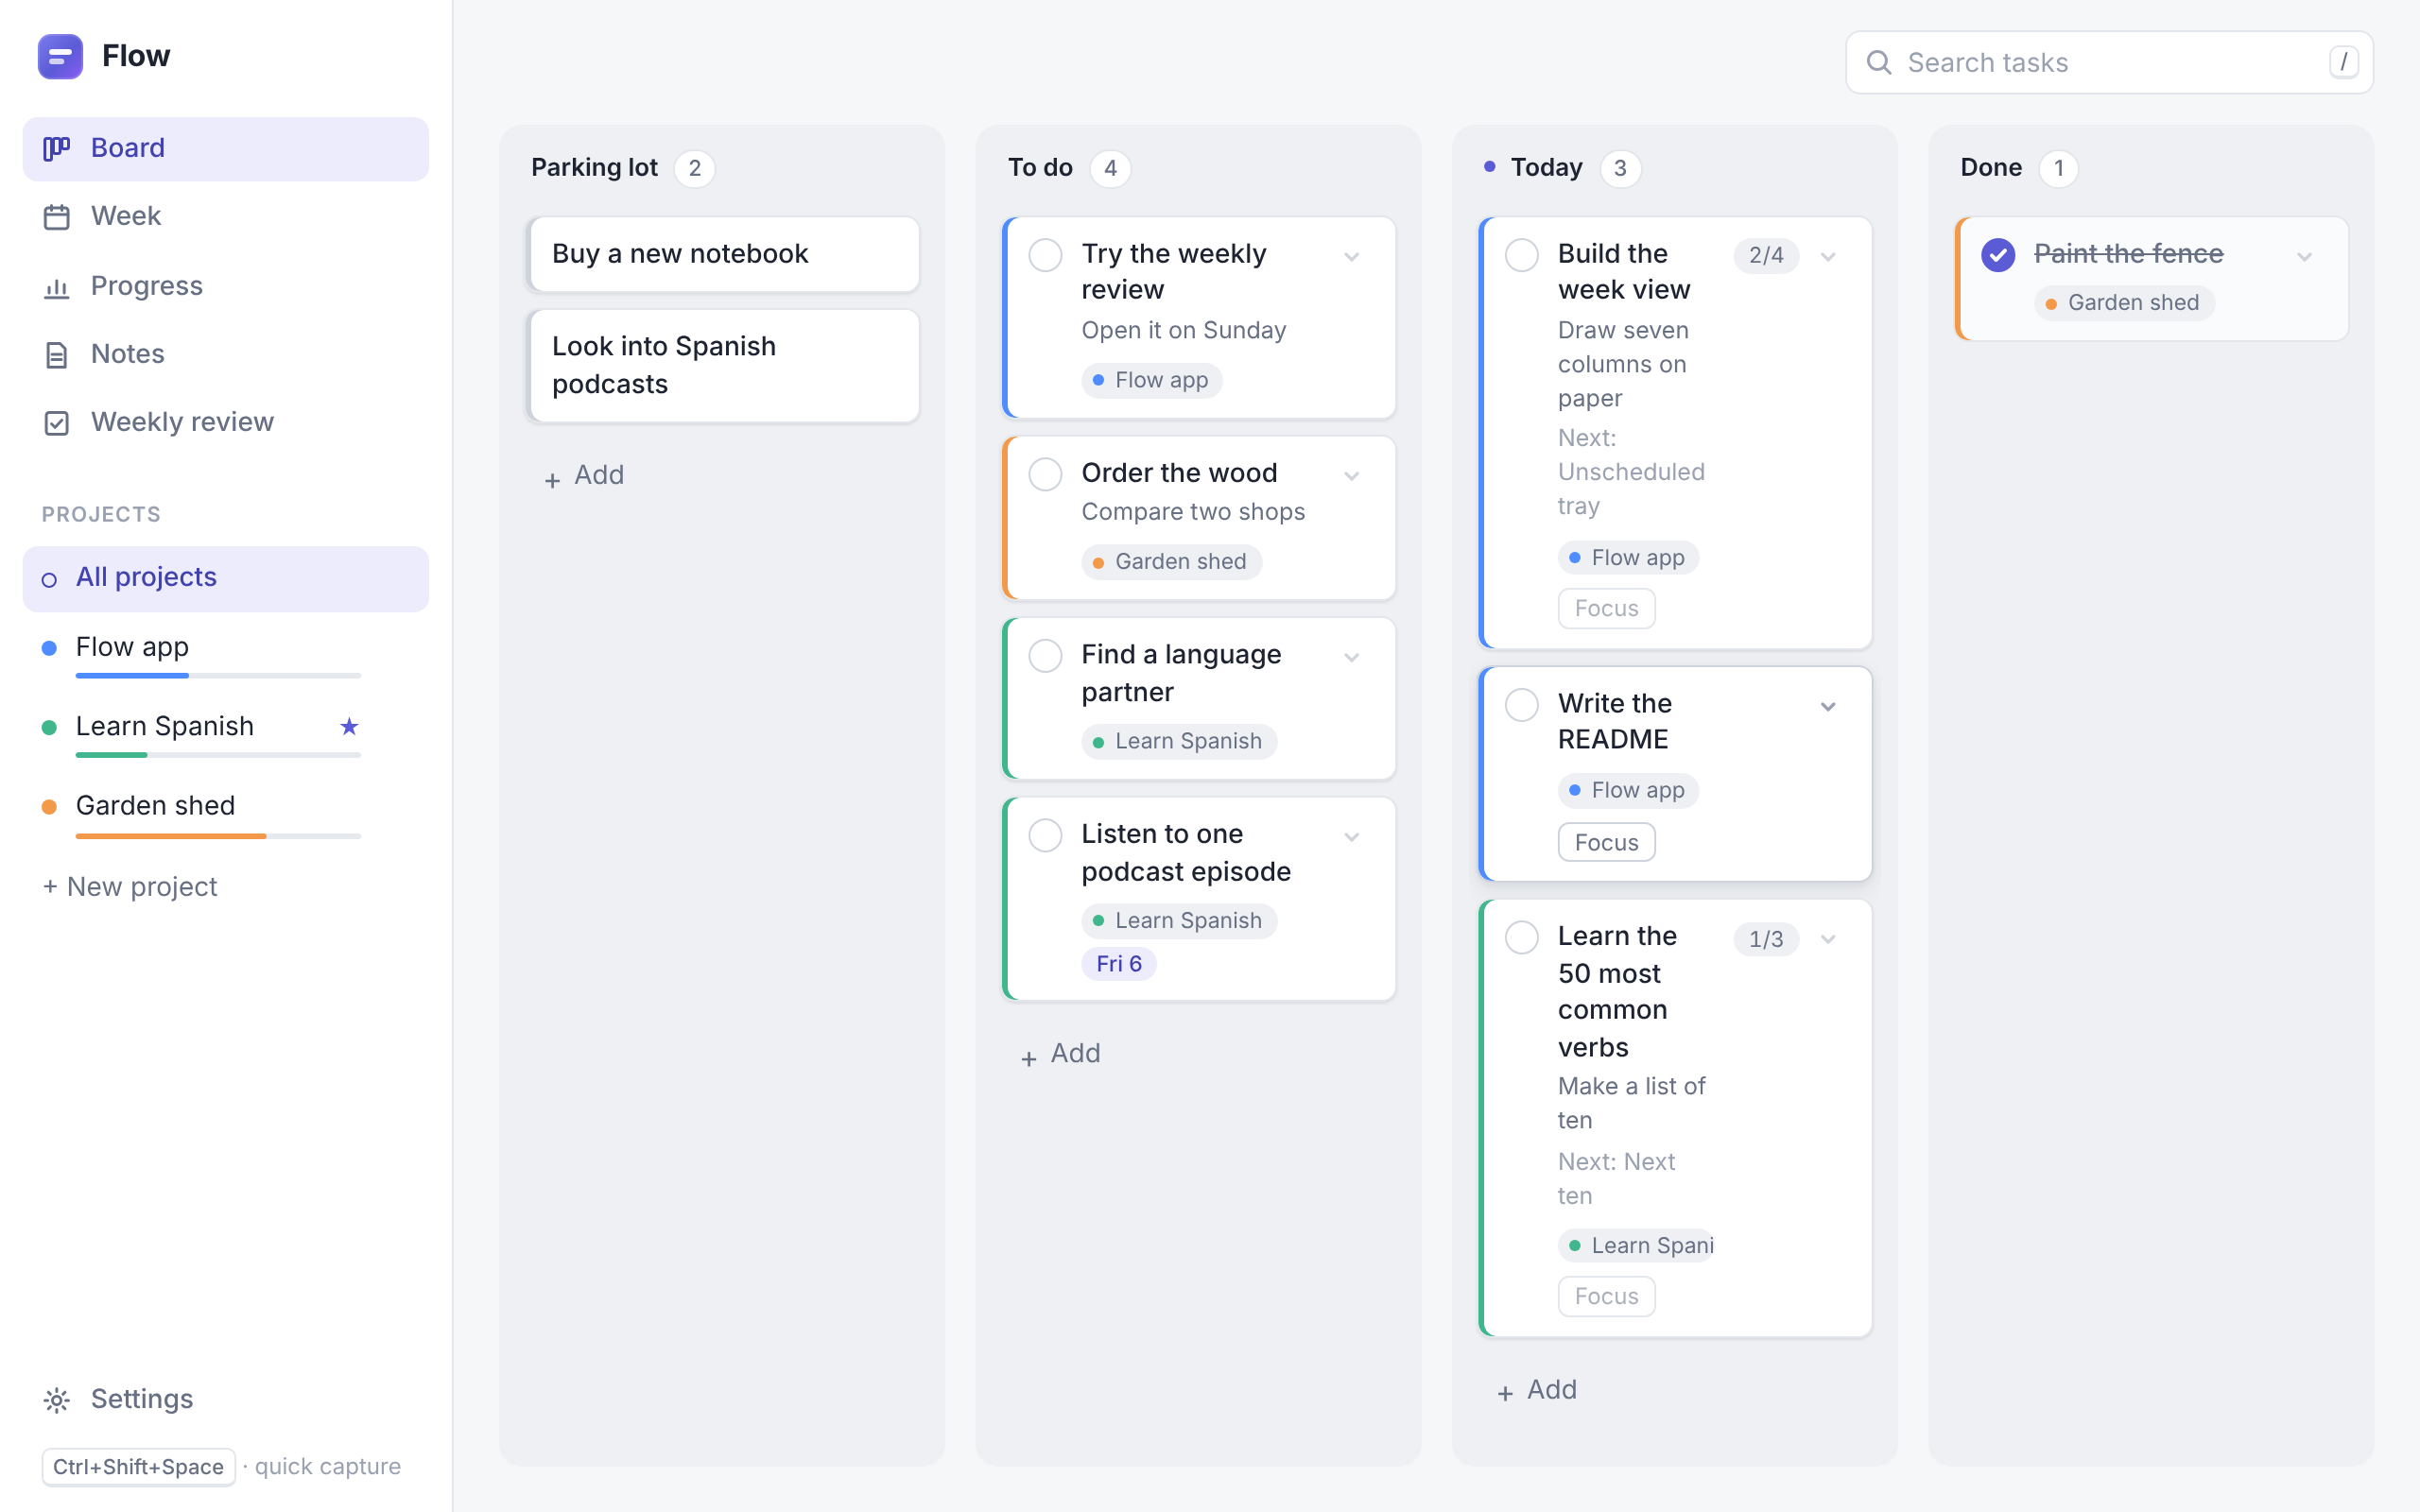 Flow
Board
Week
Progress
Notes
Weekly review
PROJECTS
All projects
Flow app
Learn Spanish
Garden shed
+ New project
Settings
Ctrl+Shift+Space · quick capture
Search tasks /
Parking lot 2
Buy a new notebook
Look into Spanish
podcasts
+ Add
To do 4
Try the weekly
review
Open it on Sunday
Flow app
Order the wood
Compare two shops
Garden shed
Find a language
partner
Learn Spanish
Listen to one
podcast episode
Learn Spanish
Fri 6
+ Add
Today 3
Build the 2/4
week view
Draw seven
columns on
paper
Next:
Unscheduled
tray
Flow app
Focus
Write the
README
Flow app
Focus
Learn the 1/3
50 most
common
verbs
Make a list of
ten
Next: Next
ten
Learn Spani
Focus
+ Add
Done 1
Paint the fence
Garden shed